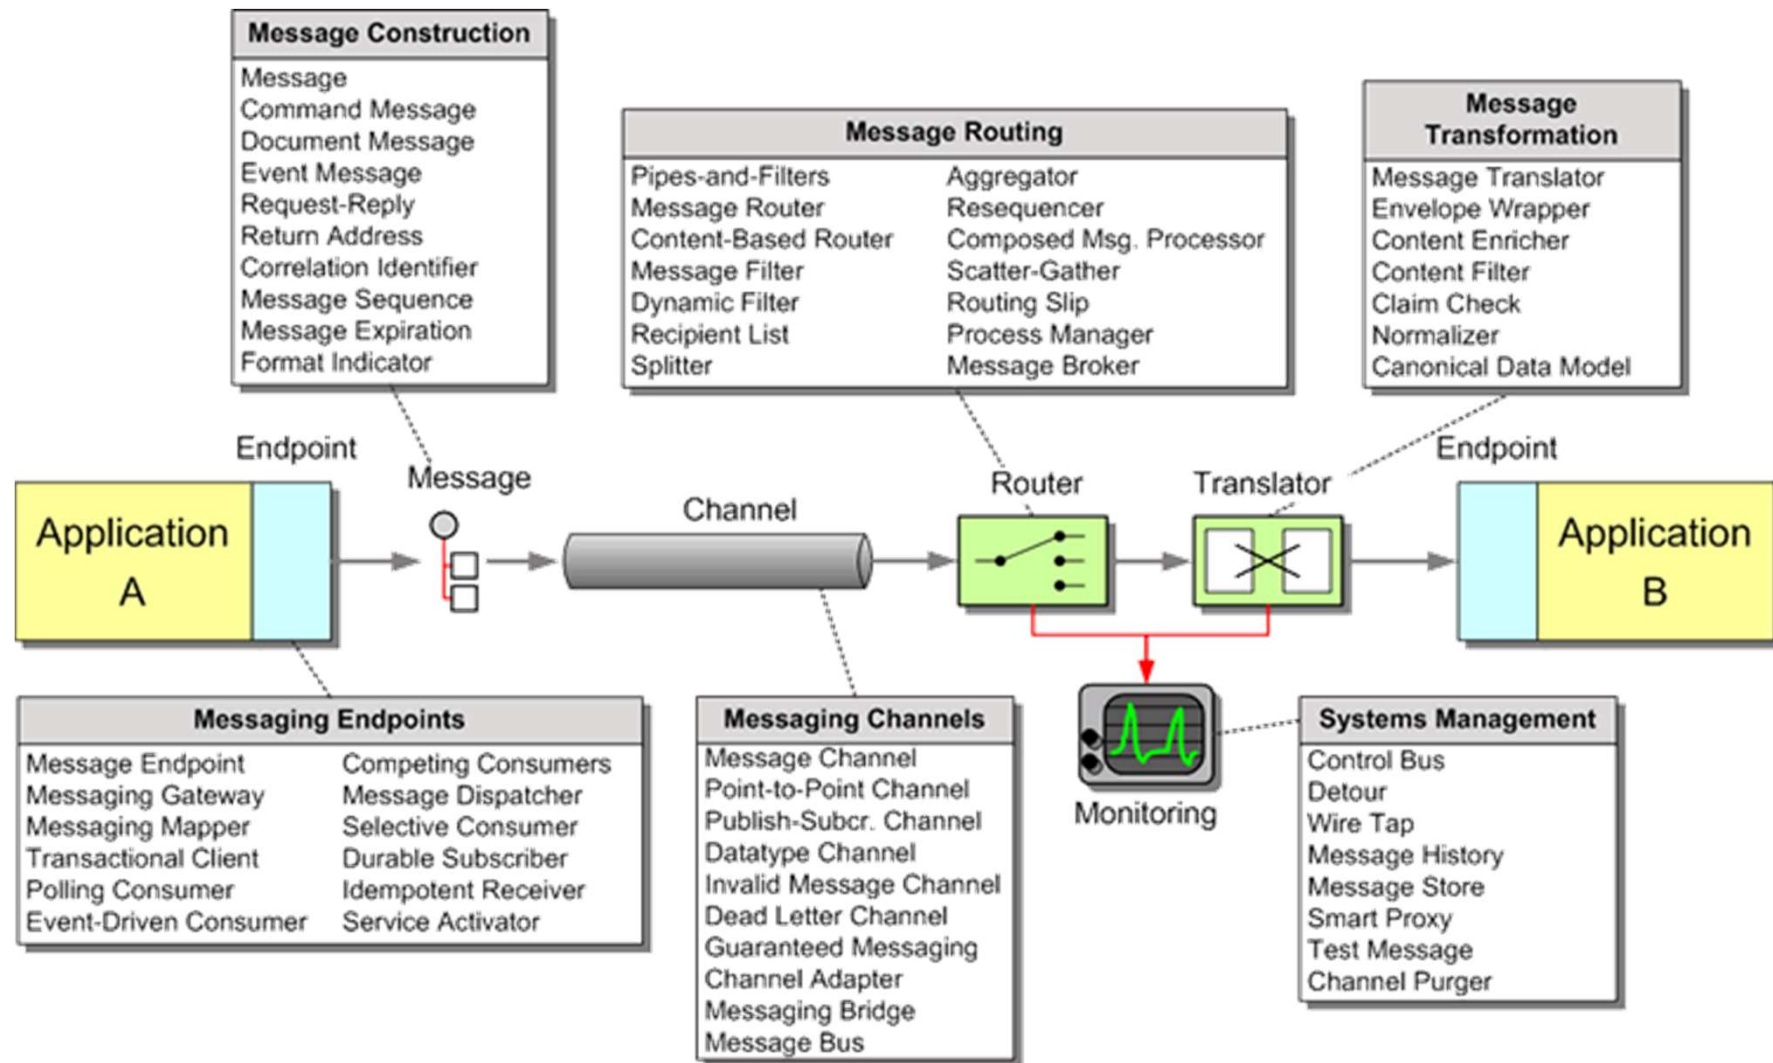 Message Construction
Message
Command Message
Document Message
Event Message
Request-Reply
Return Address
Correlation Identifier
Message Sequence
Message Expiration
Format Indicator
Message Routing
Pipes-and-Filters
Message Router
Content-Based Router
Message Filter
Dynamic Filter
Recipient List
Splitter
Aggregator
Resequencer
Composed Msg. Processor
Scatter-Gather
Routing Slip
Process Manager
Message Broker
Message
Transformation
Message Translator
Envelope Wrapper
Content Enricher
Content Filter
Claim Check
Normalizer
Canonical Data Model
Endpoint
Message
Channel
Router
Translator
Endpoint
Application
A
Application
B
Messaging Endpoints
Message Endpoint
Messaging Gateway
Messaging Mapper
Transactional Client
Polling Consumer
Event-Driven Consumer
Competing Consumers
Message Dispatcher
Selective Consumer
Durable Subscriber
Idempotent Receiver
Service Activator
Messaging Channels
Message Channel
Point-to-Point Channel
Publish-Subcr. Channel
Datatype Channel
Invalid Message Channel
Dead Letter Channel
Guaranteed Messaging
Channel Adapter
Messaging Bridge
Message Bus
Monitoring
Systems Management
Control Bus
Detour
Wire Tap
Message History
Message Store
Smart Proxy
Test Message
Channel Purger